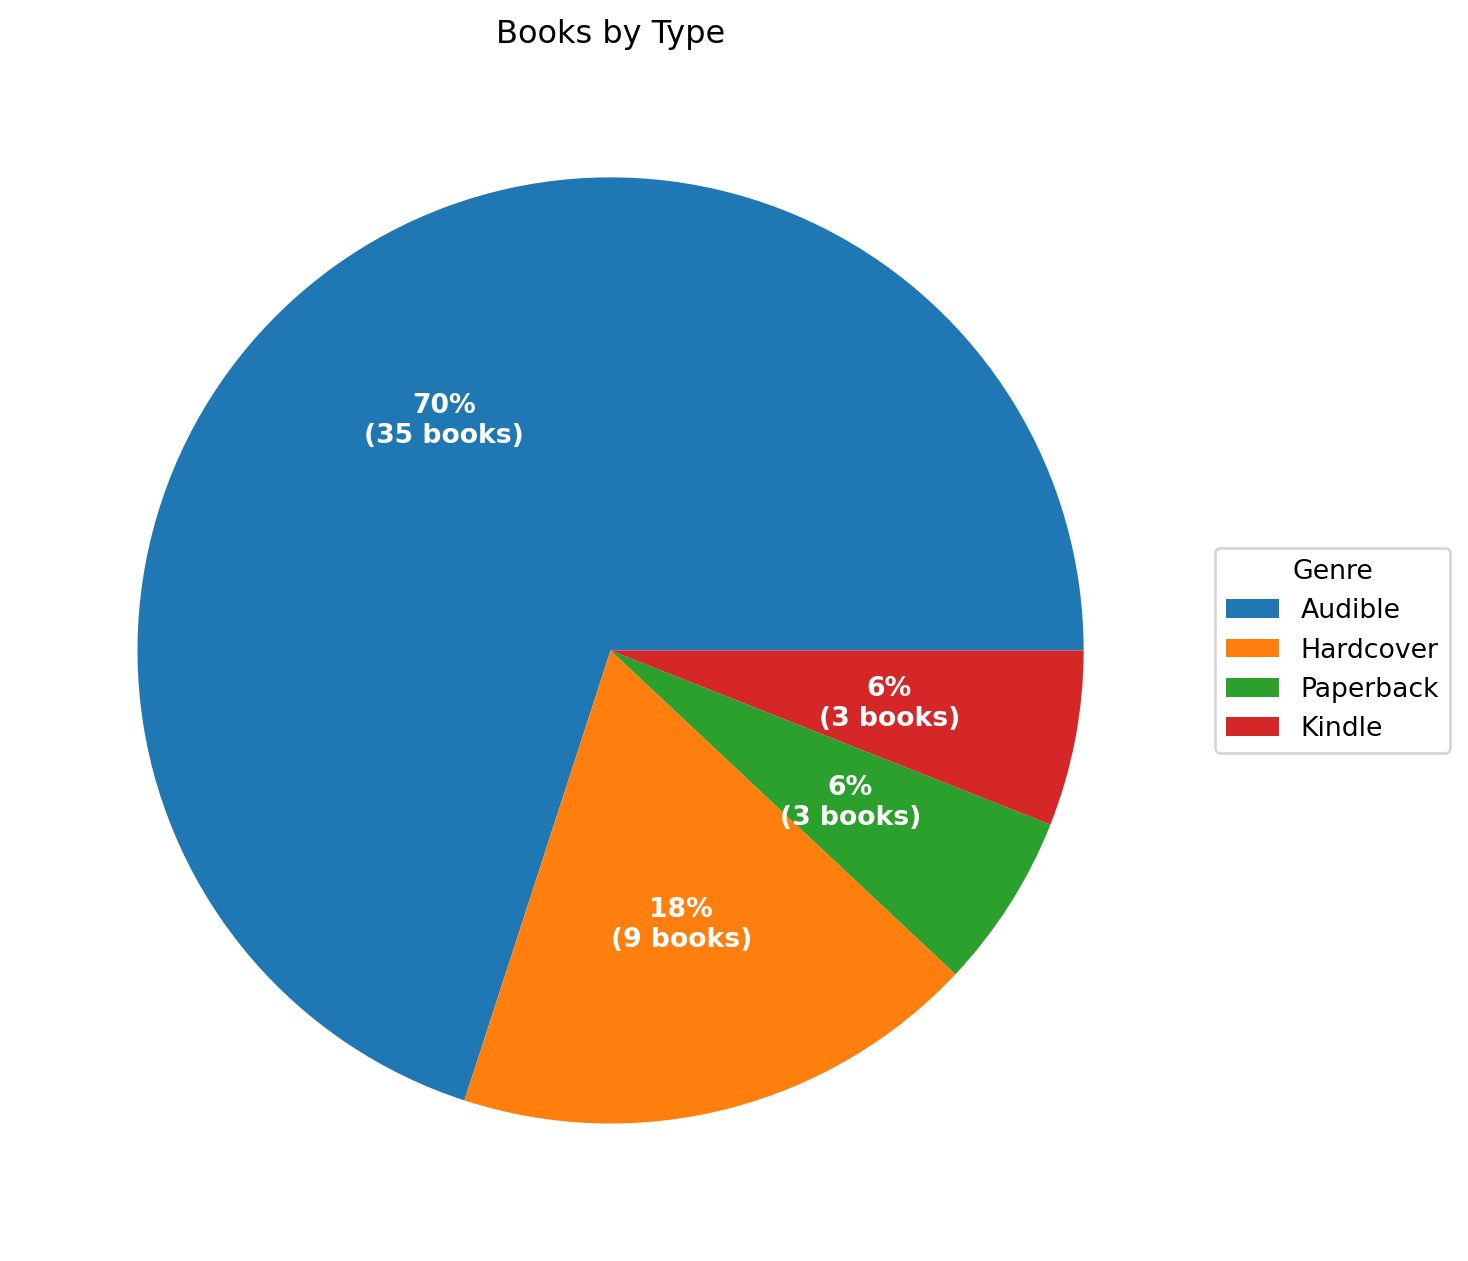 Books by Type
70%
(35 books)
6%
(3 books)
6%
(3 books)
18%
(9 books)
Genre
Audible
Hardcover
Paperback
Kindle